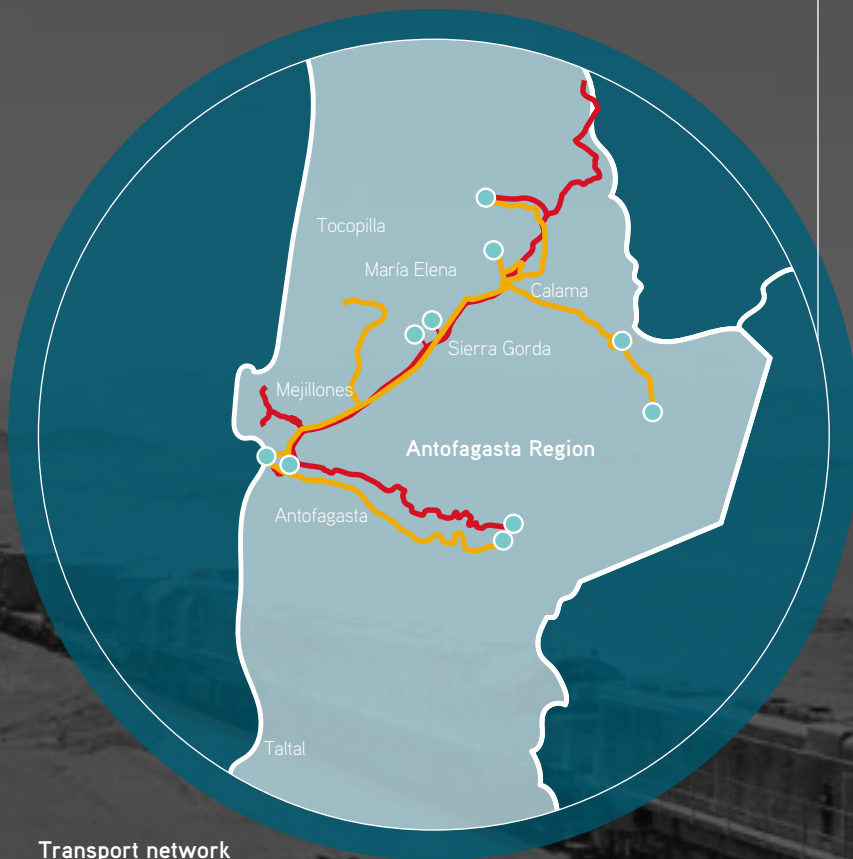 Tocopilla
María Elena
Calama
Sierra Gorda
Mejillones
Antofagasta Region
Antofagasta
Taltal
Transport network